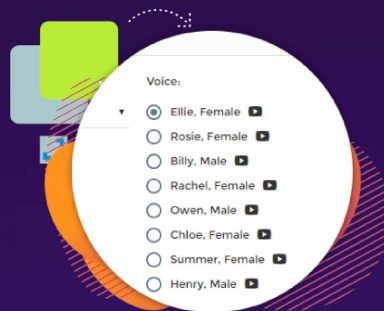 Voice:
Ellie, Female
Rosie, Female
Billy, Male
Rachel, Female
Owen, Male
Chloe, Female
Summer, Female
Henry, Male